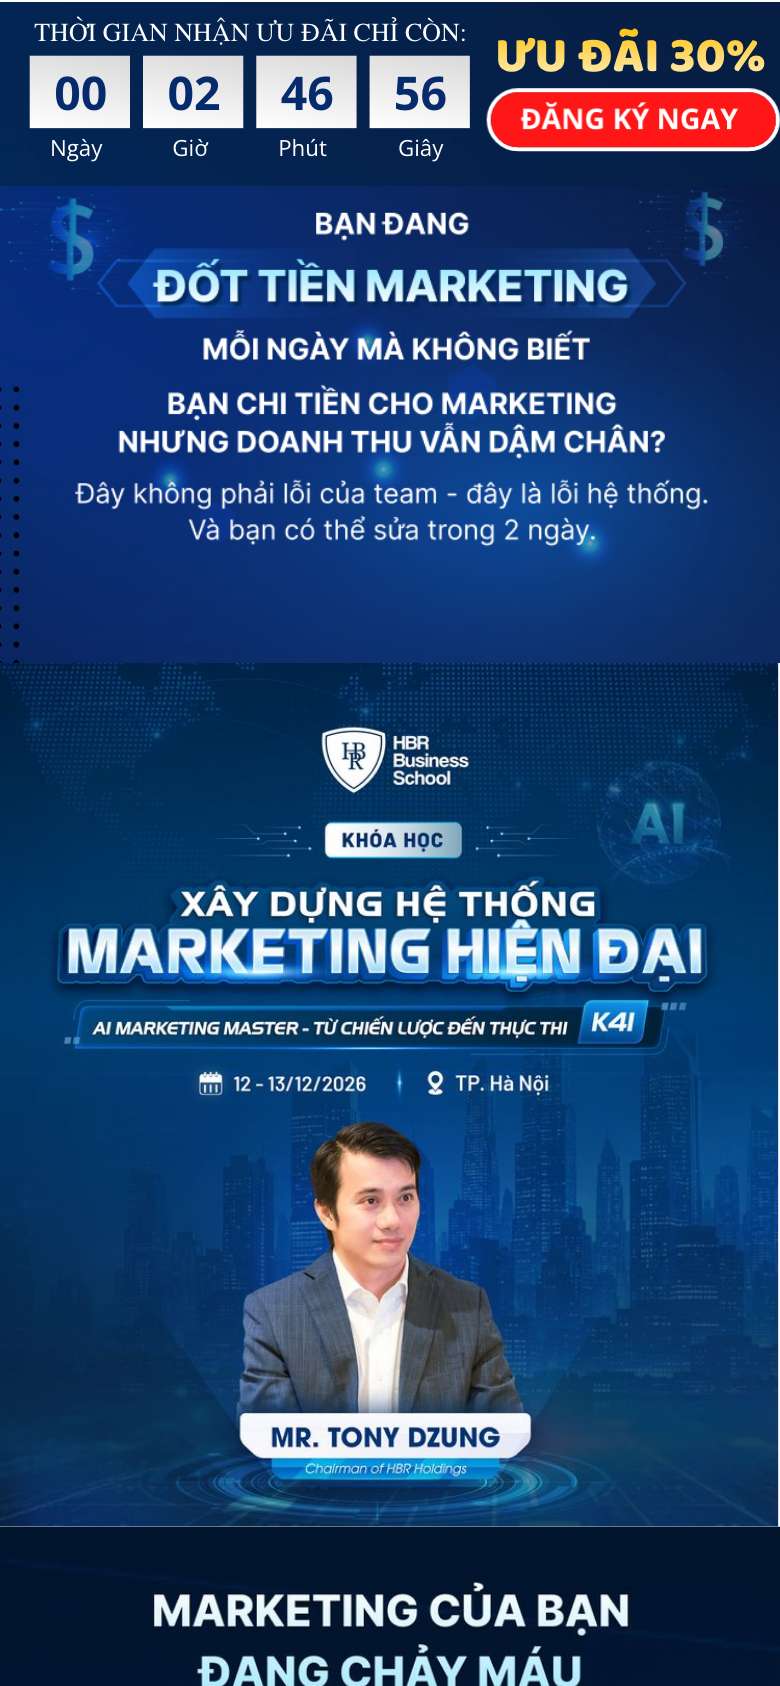 THỜI GIAN NHẬN ƯU ĐÃI CHỈ CÒN:
00 02 46 56
Ngày Giờ Phút Giây
ƯU ĐÃI 30%
ĐĂNG KÝ NGAY
BẠN ĐANG
ĐỐT TIỀN MARKETING
MỖI NGÀY MÀ KHÔNG BIẾT
BẠN CHI TIỀN CHO MARKETING
NHƯNG DOANH THU VẪN DẬM CHÂN?
Đây không phải lỗi của team - đây là lỗi hệ thống.
Và bạn có thể sửa trong 2 ngày.
HBR
HBR
Business
School
AI
KHÓA HỌC
XÂY DỰNG HỆ THỐNG
MARKETING HIỆN ĐẠI
AI MARKETING MASTER - TỪ CHIẾN LƯỢC ĐẾN THỰC THI K41
12 - 13/12/2026 TP. Hà Nội
MR. TONY DZUNG
Chairman of HBR Holdings
MARKETING CỦA BẠN
ĐANG CHẢY MÁU